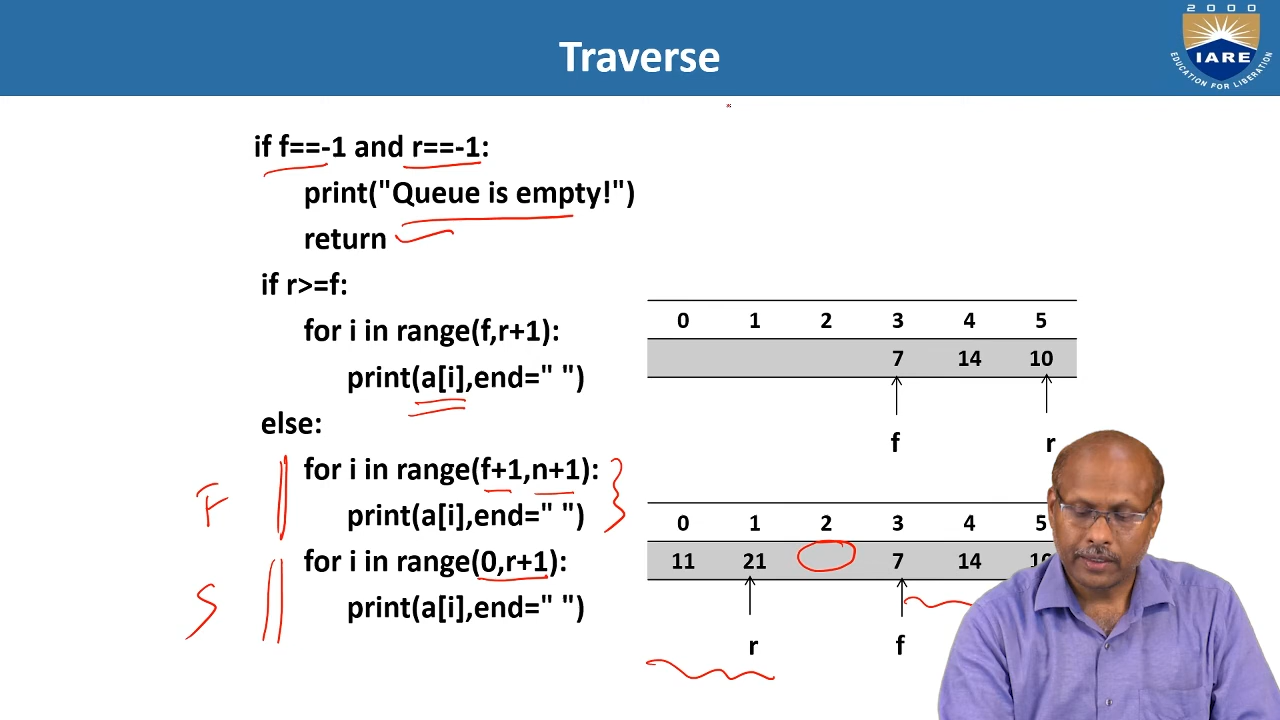 Traverse
2000
IARE
EDUCATION FOR LIBERATION
if f==-1 and r==-1:
print("Queue is empty!")
return
if r>=f:
for i in range(f,r+1):
print(a[i],end=" ")
else:
for i in range(f+1,n+1):
print(a[i],end=" ")
for i in range(0,r+1):
print(a[i],end=" ")
F
S
0 1 2 3 4 5
7 14 10
f r
0 1 2 3 4 5
11 21 7 14
r f